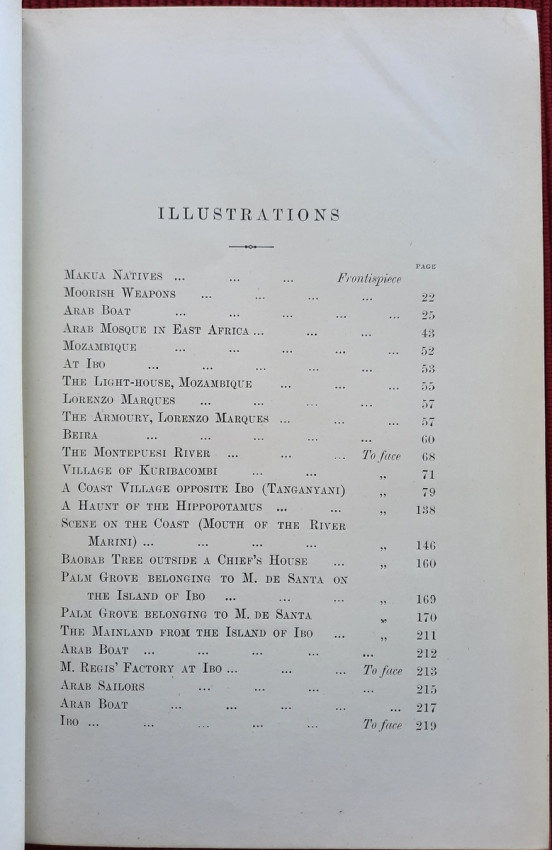 ILLUSTRATIONS
PAGE
MAKUA NATIVES ... ... ... Frontispiece
MOORISH WEAPONS ... ... ... ... 22
ARAB BOAT ... ... ... ... ... 25
ARAB MOSQUE IN EAST AFRICA ... ... ... 43
MOZAMBIQUE ... ... ... ... ... 52
AT IBO ... ... ... ... ... 53
THE LIGHT-HOUSE, MOZAMBIQUE ... ... ... 55
LORENZO MARQUES ... ... ... ... 57
THE ARMOURY, LORENZO MARQUES ... ... ... 57
BEIRA ... ... ... ... ... 60
THE MONTEPUESI RIVER ... ... ... To face 68
VILLAGE OF KURIBACOMBI ... ... „ 71
A COAST VILLAGE OPPOSITE IBO (TANGANYANI) „ 79
A HAUNT OF THE HIPPOPOTAMUS ... ... „ 138
SCENE ON THE COAST (MOUTH OF THE RIVER
MARINI) ... ... ... ... „ 146
BAOBAB TREE OUTSIDE A CHIEF'S HOUSE ... „ 160
PALM GROVE BELONGING TO M. DE SANTA ON
THE ISLAND OF IBO ... ... ... „ 169
PALM GROVE BELONGING TO M. DE SANTA „ 170
THE MAINLAND FROM THE ISLAND OF IBO ... „ 211
ARAB BOAT ... ... ... ... ... 212
M. REGIS' FACTORY AT IBO ... ... ... To face 213
ARAB SAILORS ... ... ... ... 215
ARAB BOAT ... ... ... ... ... 217
IBO ... ... ... ... ... To face 219